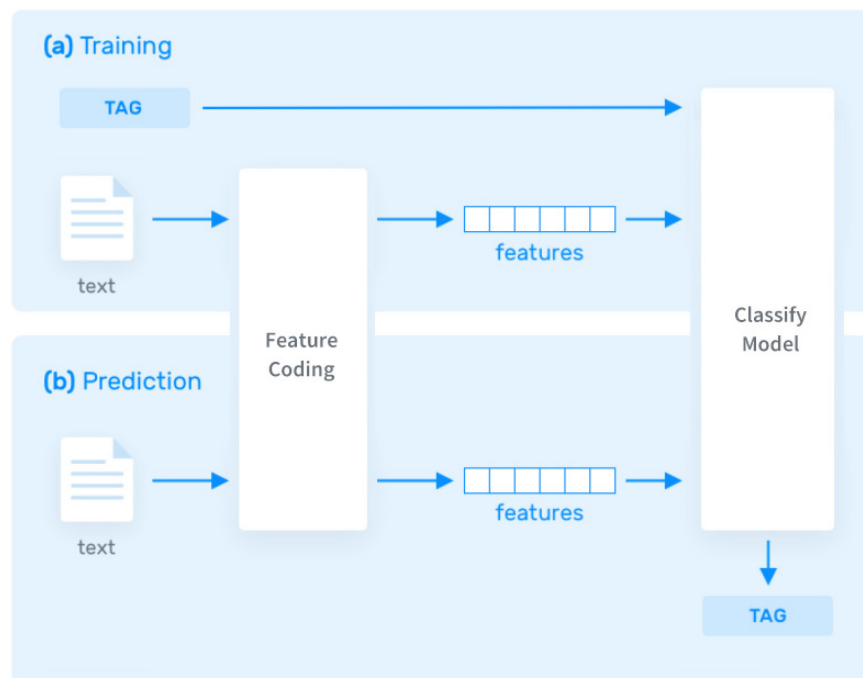 (a) Training
TAG
text
features
Feature
Coding
Classify
Model
(b) Prediction
text
features
TAG